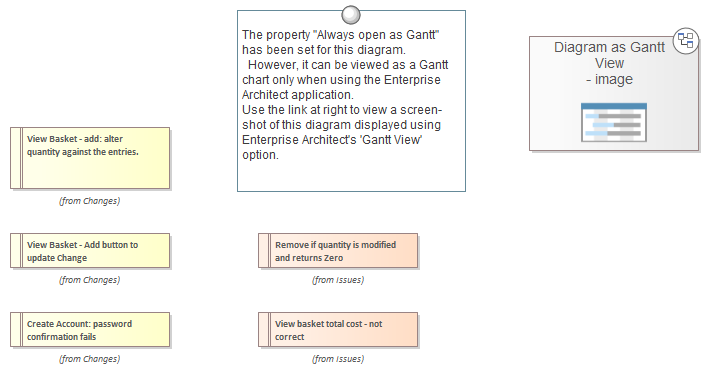 The property "Always open as Gantt"
has been set for this diagram.
However, it can be viewed as a Gantt
chart only when using the Enterprise
Architect application.
Use the link at right to view a screen-
shot of this diagram displayed using
Enterprise Architect's 'Gantt View'
option.
Diagram as Gantt
View
- image
View Basket - add: alter
quantity against the entries.
(from Changes)
View Basket - Add button to
update Change
(from Changes)
Remove if quantity is modified
and returns Zero
(from Issues)
Create Account: password
confirmation fails
(from Changes)
View basket total cost - not
correct
(from Issues)